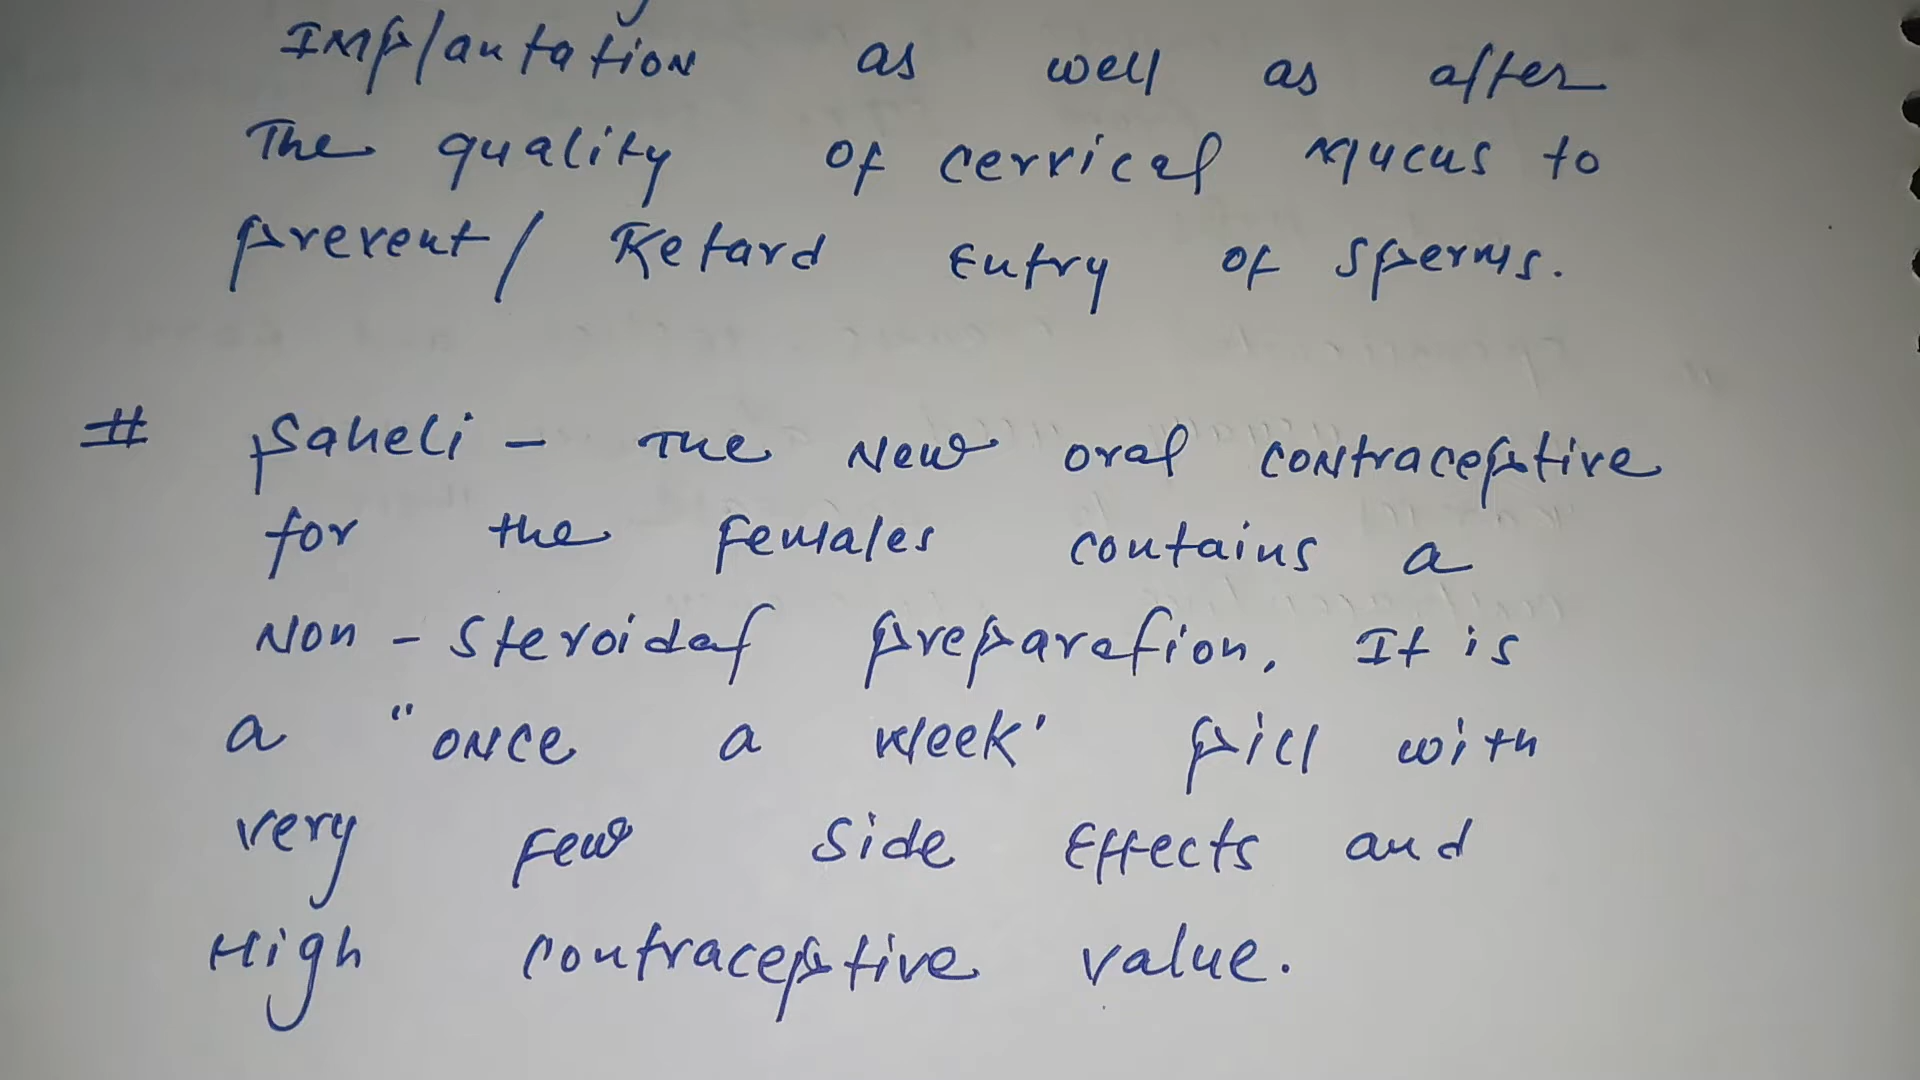 Implantation as well as after
The quality of cervical mucus to
prevent / Retard Entry of sperms.
# Saheli - The New oral contraceptive
for the females contains a
Non - Steroidal preparation. It is
a "once a week' pill with
very few Side Effects and
High contraceptive value.